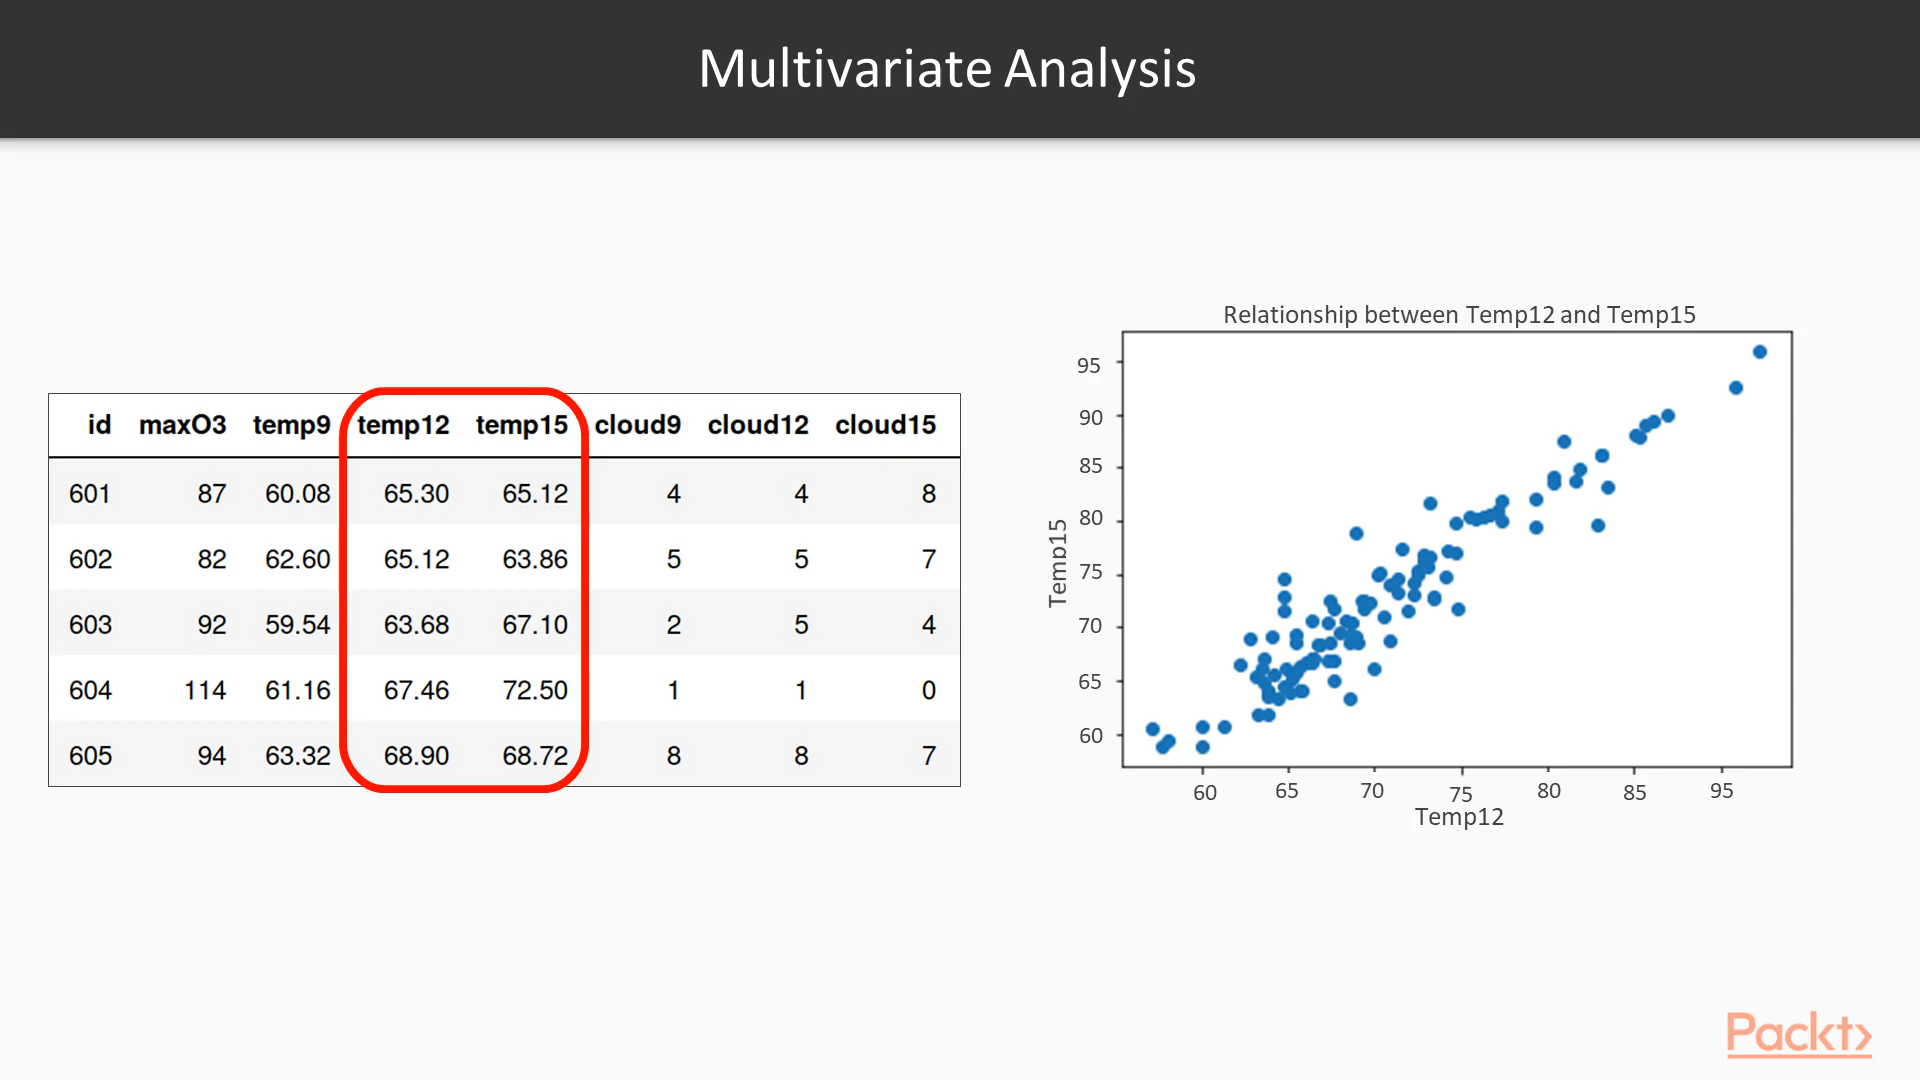 Multivariate Analysis
id maxO3 temp9 temp12 temp15 cloud9 cloud12 cloud15
601 87 60.08 65.30 65.12 4 4 8
602 82 62.60 65.12 63.86 5 5 7
603 92 59.54 63.68 67.10 2 5 4
604 114 61.16 67.46 72.50 1 1 0
605 94 63.32 68.90 68.72 8 8 7
Relationship between Temp12 and Temp15
95
90
85
80
75
70
65
60
Temp15
60 65 70 75 80 85 95
Temp12
Packt